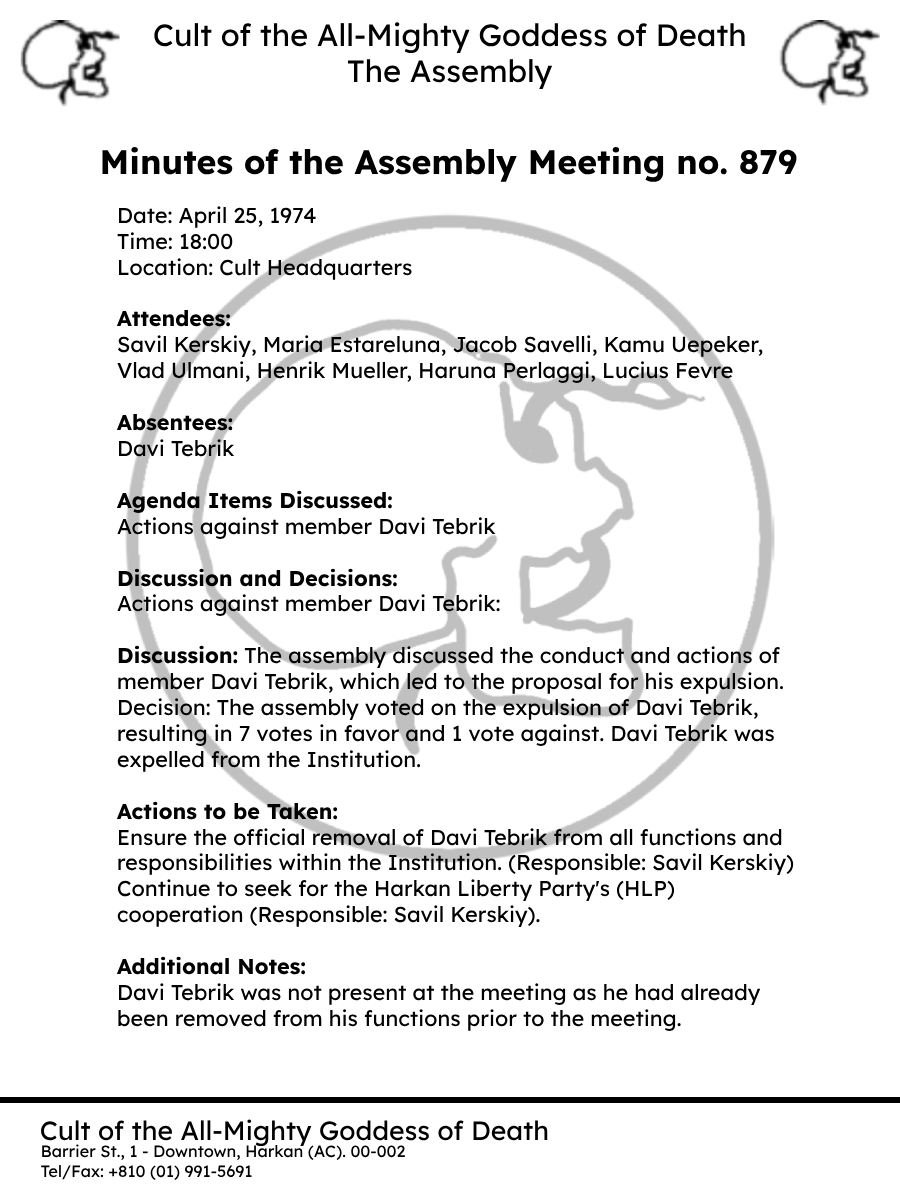 Cult of the All-Mighty Goddess of Death
The Assembly
Minutes of the Assembly Meeting no. 879
Date: April 25, 1974
Time: 18:00
Location: Cult Headquarters
Attendees:
Savil Kerskiy, Maria Estareluna, Jacob Savelli, Kamu Uepeker,
Vlad Ulmani, Henrik Mueller, Haruna Perlaggi, Lucius Fevre
Absentees:
Davi Tebrik
Agenda Items Discussed:
Actions against member Davi Tebrik
Discussion and Decisions:
Actions against member Davi Tebrik:
Discussion: The assembly discussed the conduct and actions of
member Davi Tebrik, which led to the proposal for his expulsion.
Decision: The assembly voted on the expulsion of Davi Tebrik,
resulting in 7 votes in favor and 1 vote against. Davi Tebrik was
expelled from the Institution.
Actions to be Taken:
Ensure the official removal of Davi Tebrik from all functions and
responsibilities within the Institution. (Responsible: Savil Kerskiy)
Continue to seek for the Harkan Liberty Party's (HLP)
cooperation (Responsible: Savil Kerskiy).
Additional Notes:
Davi Tebrik was not present at the meeting as he had already
been removed from his functions prior to the meeting.
Cult of the All-Mighty Goddess of Death
Barrier St., 1 - Downtown, Harkan (AC). 00-002
Tel/Fax: +810 (01) 991-5691